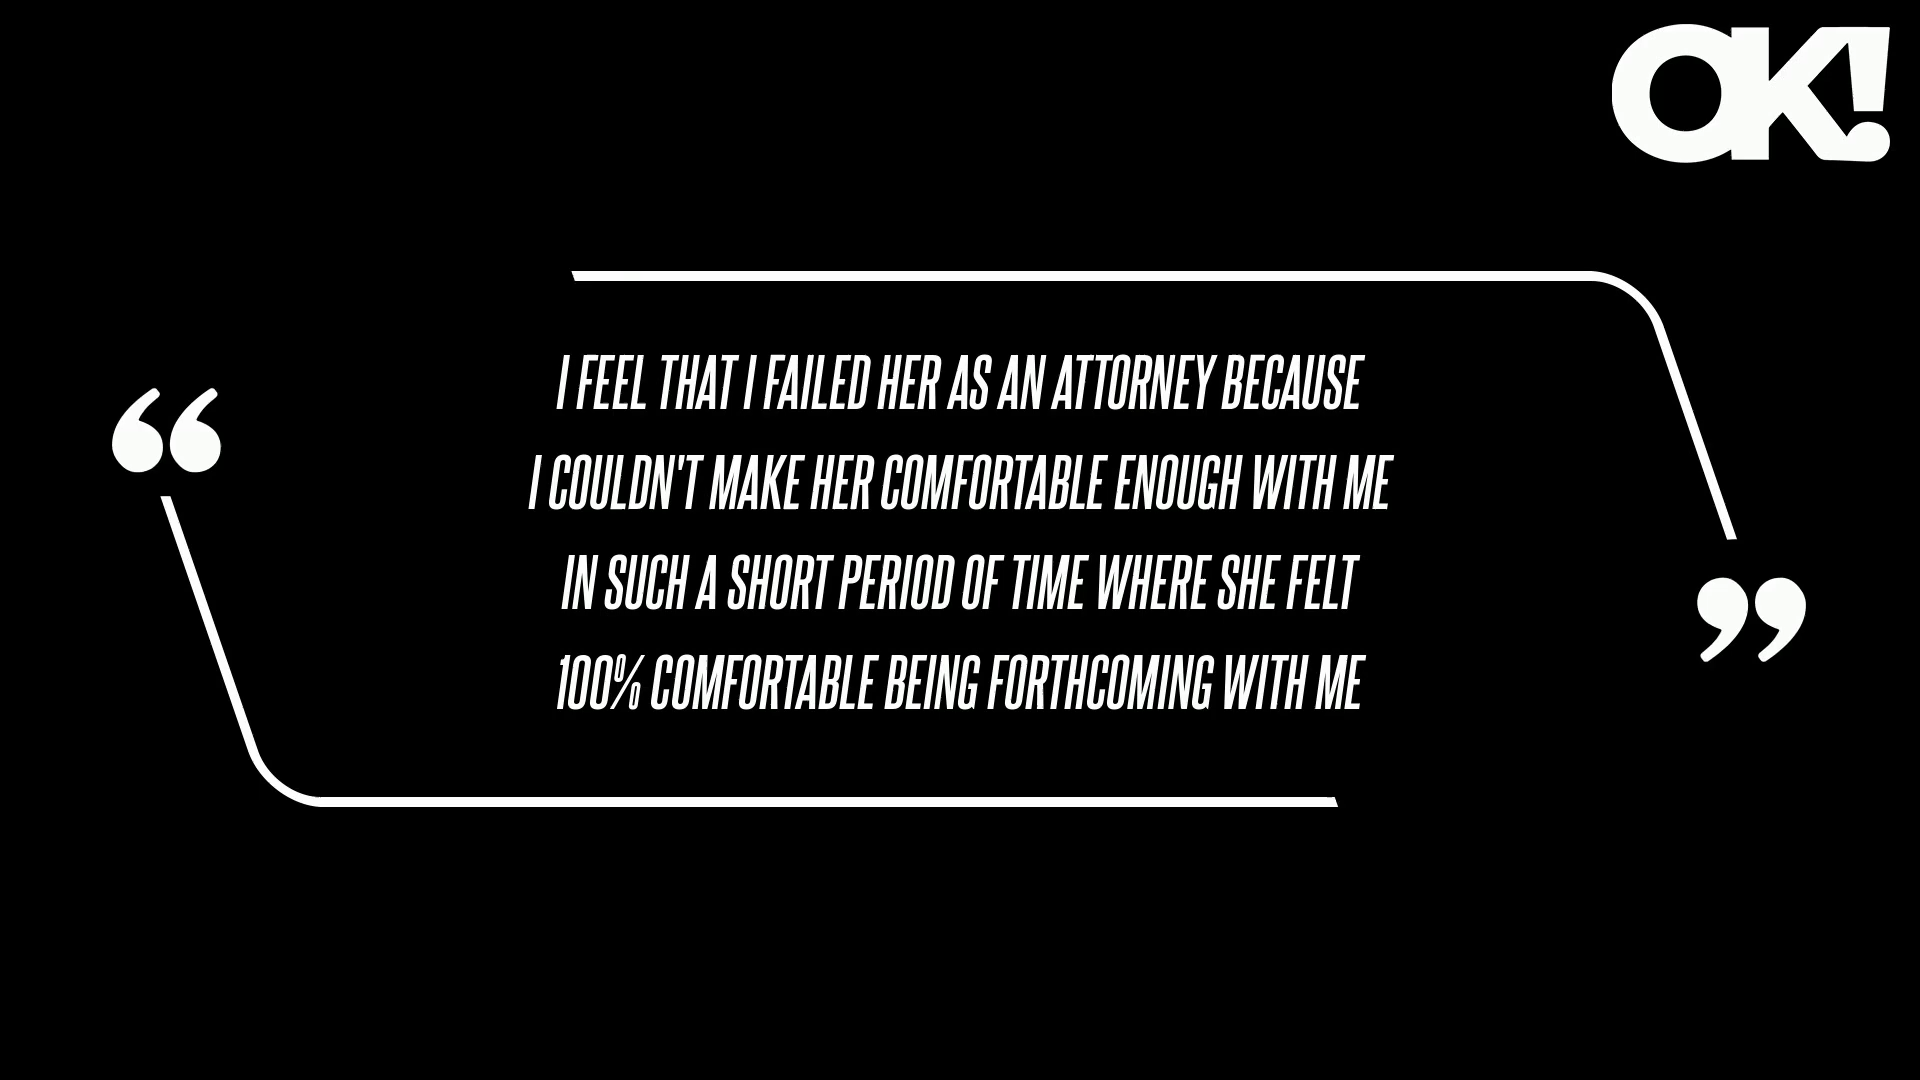 OK!
“
I FEEL THAT I FAILED HER AS AN ATTORNEY BECAUSE
I COULDN'T MAKE HER COMFORTABLE ENOUGH WITH ME
IN SUCH A SHORT PERIOD OF TIME WHERE SHE FELT
100% COMFORTABLE BEING FORTHCOMING WITH ME
”